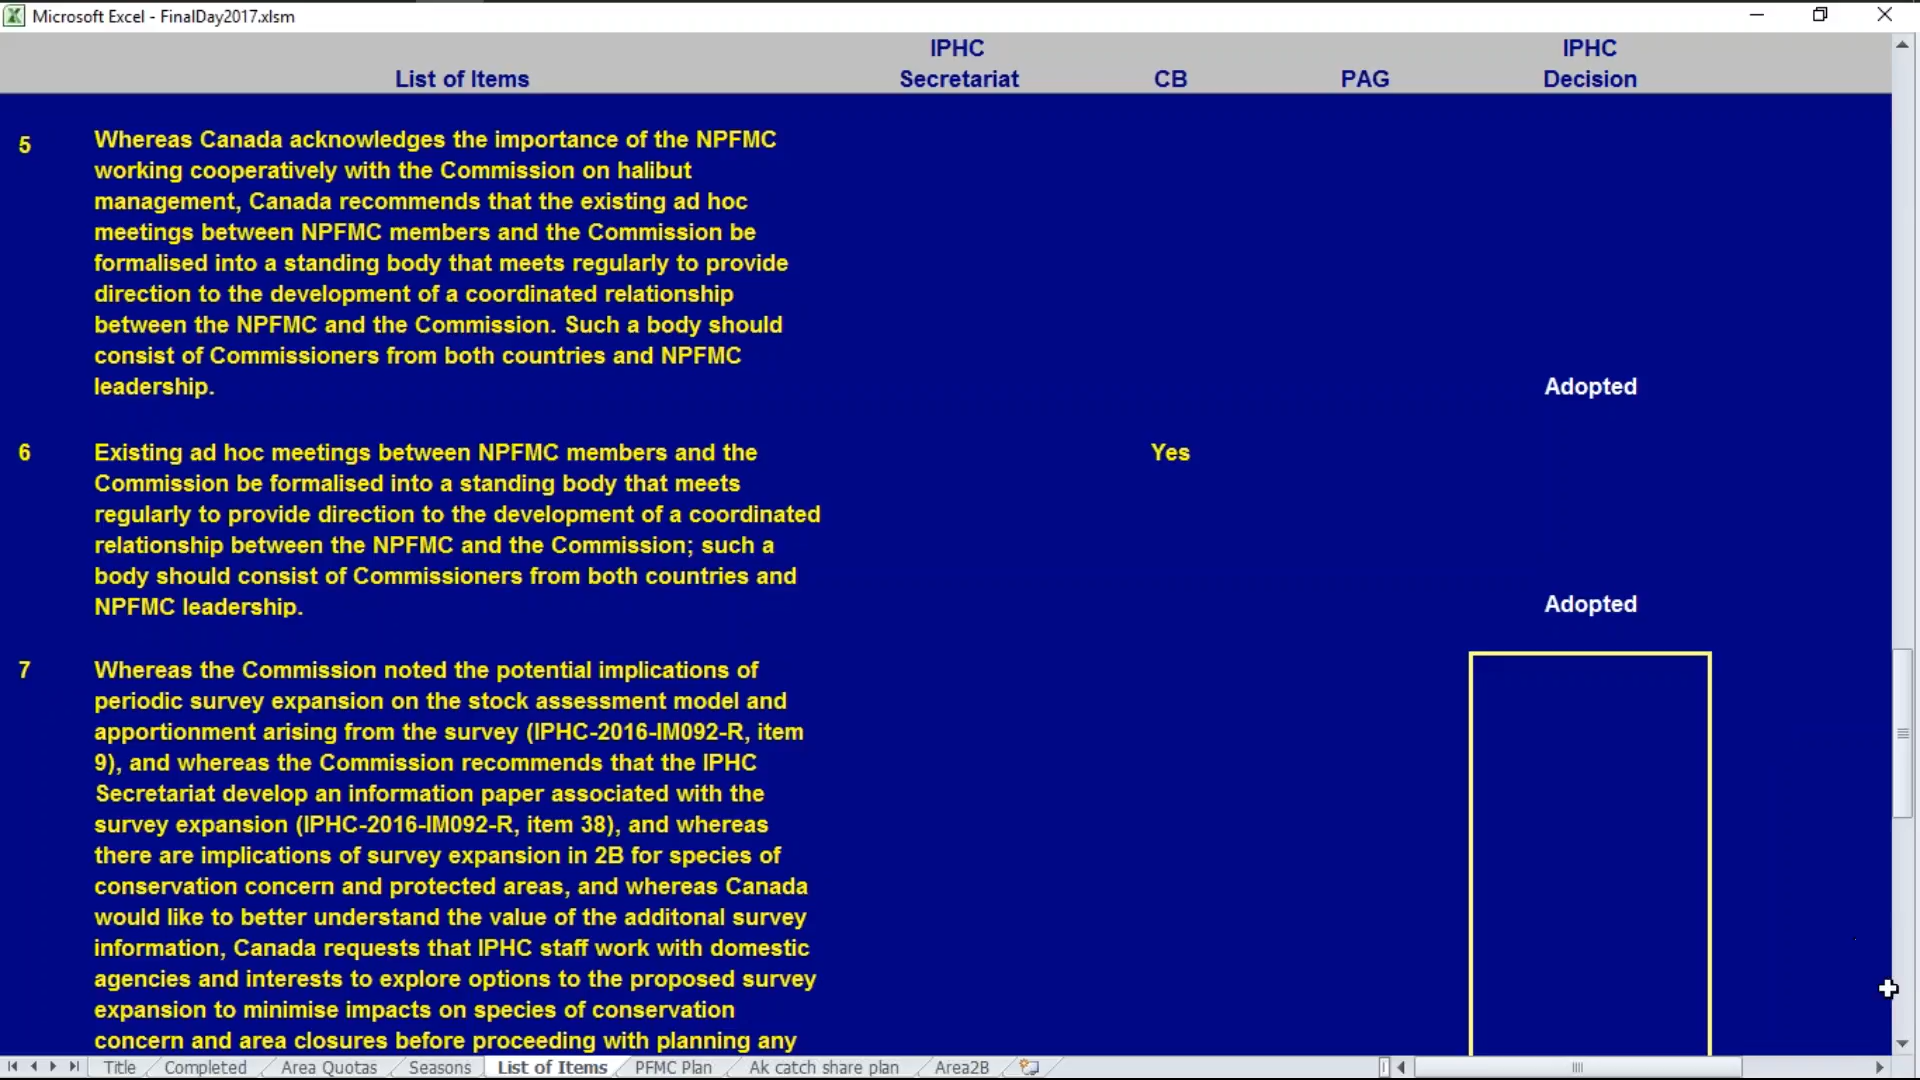 Microsoft Excel - FinalDay2017.xlsm
IPHC IPHC
List of Items Secretariat CB PAG Decision
5 Whereas Canada acknowledges the importance of the NPFMC
working cooperatively with the Commission on halibut
management, Canada recommends that the existing ad hoc
meetings between NPFMC members and the Commission be
formalised into a standing body that meets regularly to provide
direction to the development of a coordinated relationship
between the NPFMC and the Commission. Such a body should
consist of Commissioners from both countries and NPFMC
leadership. Adopted
6 Existing ad hoc meetings between NPFMC members and the Yes
Commission be formalised into a standing body that meets
regularly to provide direction to the development of a coordinated
relationship between the NPFMC and the Commission; such a
body should consist of Commissioners from both countries and
NPFMC leadership. Adopted
7 Whereas the Commission noted the potential implications of
periodic survey expansion on the stock assessment model and
apportionment arising from the survey (IPHC-2016-IM092-R, item
9), and whereas the Commission recommends that the IPHC
Secretariat develop an information paper associated with the
survey expansion (IPHC-2016-IM092-R, item 38), and whereas
there are implications of survey expansion in 2B for species of
conservation concern and protected areas, and whereas Canada
would like to better understand the value of the additonal survey
information, Canada requests that IPHC staff work with domestic
agencies and interests to explore options to the proposed survey
expansion to minimise impacts on species of conservation
concern and area closures before proceeding with planning any
Title Completed Area Quotas Seasons List of Items PFMC Plan Ak catch share plan Area2B